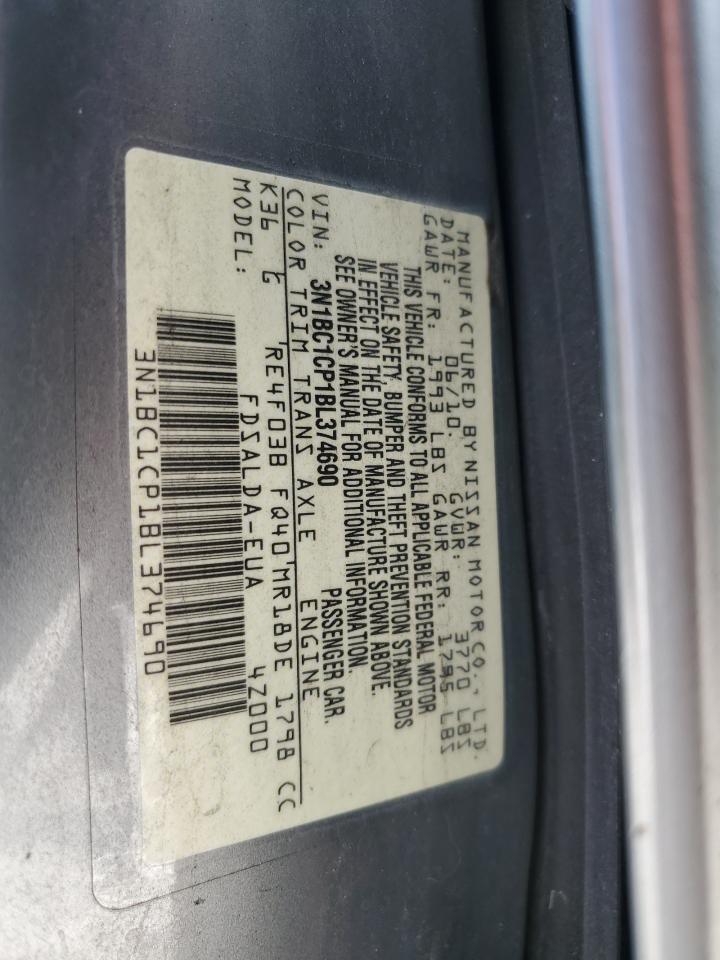 MANUFACTURED BY NISSAN MOTOR CO., LTD.
DATE: 06/10. GVWR: 3770 LBS
GAWR FR: 1993 LBS GAWR RR: 1795 LBS
THIS VEHICLE CONFORMS TO ALL APPLICABLE FEDERAL MOTOR
VEHICLE SAFETY, BUMPER AND THEFT PREVENTION STANDARDS
IN EFFECT ON THE DATE OF MANUFACTURE SHOWN ABOVE.
SEE OWNER'S MANUAL FOR ADDITIONAL INFORMATION.
VIN: 3N1BC1CP1BL374690 PASSENGER CAR.
COLOR TRIM TRANS AXLE ENGINE
K36 G RE4F03B FQ40 MR18DE 1798 CC
MODEL: FDSALDA-EUA 4Z000
3N1BC1CP1BL374690